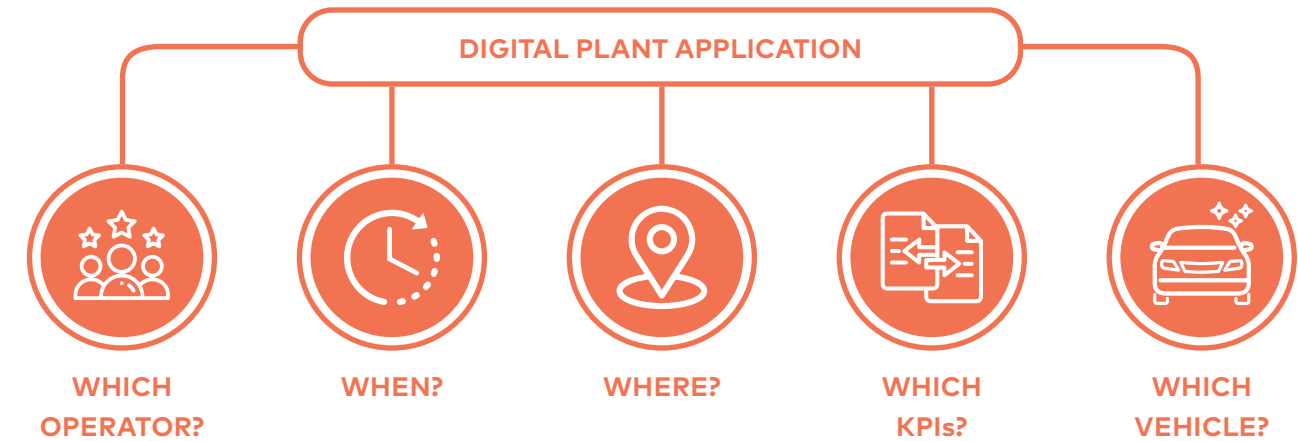 DIGITAL PLANT APPLICATION
WHICH
OPERATOR?
WHEN?
WHERE?
WHICH
KPIs?
WHICH
VEHICLE?